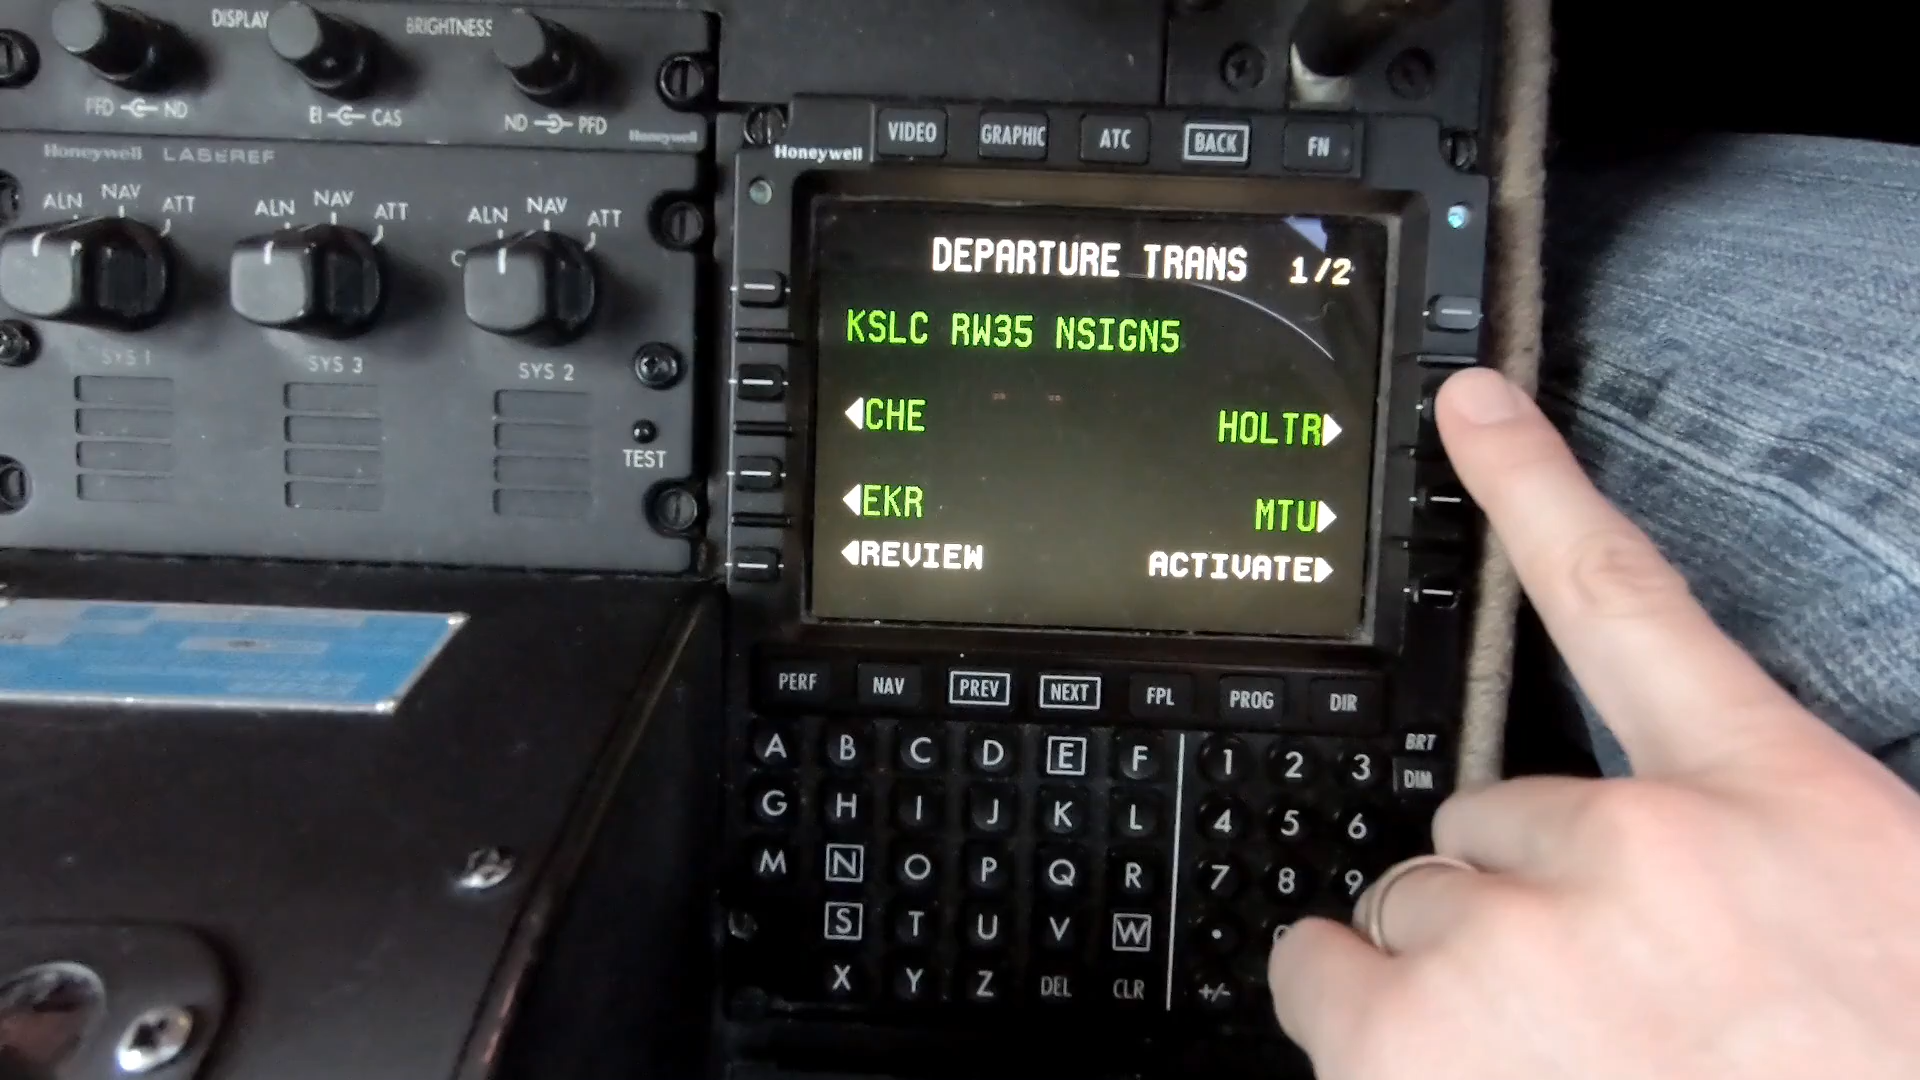 DISPLAY BRIGHTNESS
PFD ND
EI CAS
ND PFD
Honeywell
Honeywell LASEREF
ALN NAV ATT
ALN NAV ATT
ALN NAV ATT
SYS 1
SYS 3
SYS 2
TEST
VIDEO GRAPHIC ATC BACK FN
Honeywell
DEPARTURE TRANS 1/2
KSLC RW35 NSIGN5
CHE HOLTR
EKR MTU
REVIEW ACTIVATE
PERF NAV PREV NEXT FPL PROG DIR
BRT
DIM
A B C D E F 1 2 3
G H I J K L 4 5 6
M N O P Q R 7 8 9
S T U V W .
X Y Z DEL CLR +/-